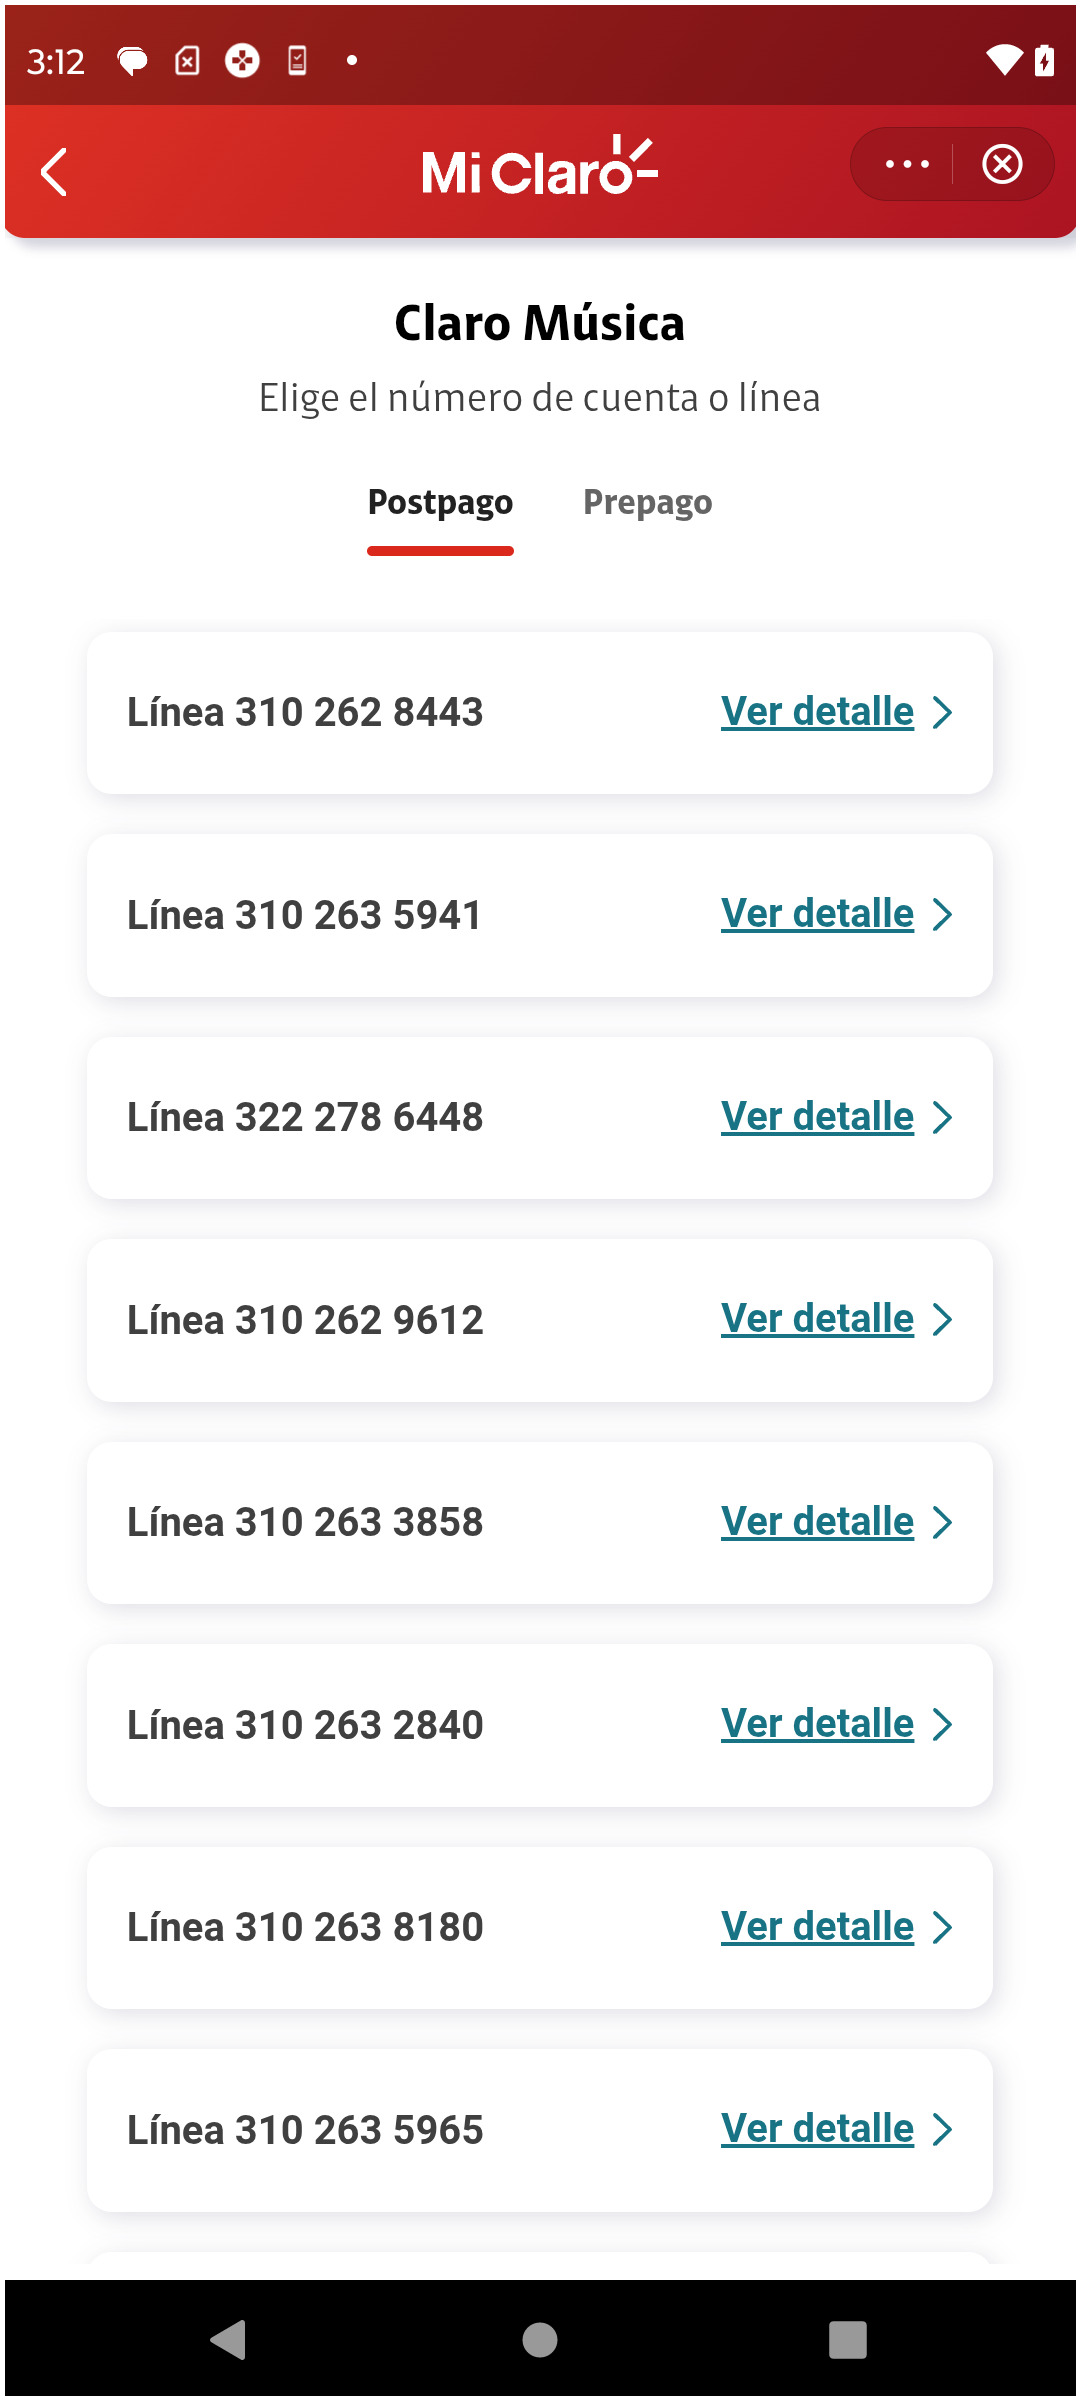 3:12
Mi Claro
Claro Música
Elige el número de cuenta o línea
Postpago Prepago
Línea 310 262 8443 Ver detalle
Línea 310 263 5941 Ver detalle
Línea 322 278 6448 Ver detalle
Línea 310 262 9612 Ver detalle
Línea 310 263 3858 Ver detalle
Línea 310 263 2840 Ver detalle
Línea 310 263 8180 Ver detalle
Línea 310 263 5965 Ver detalle